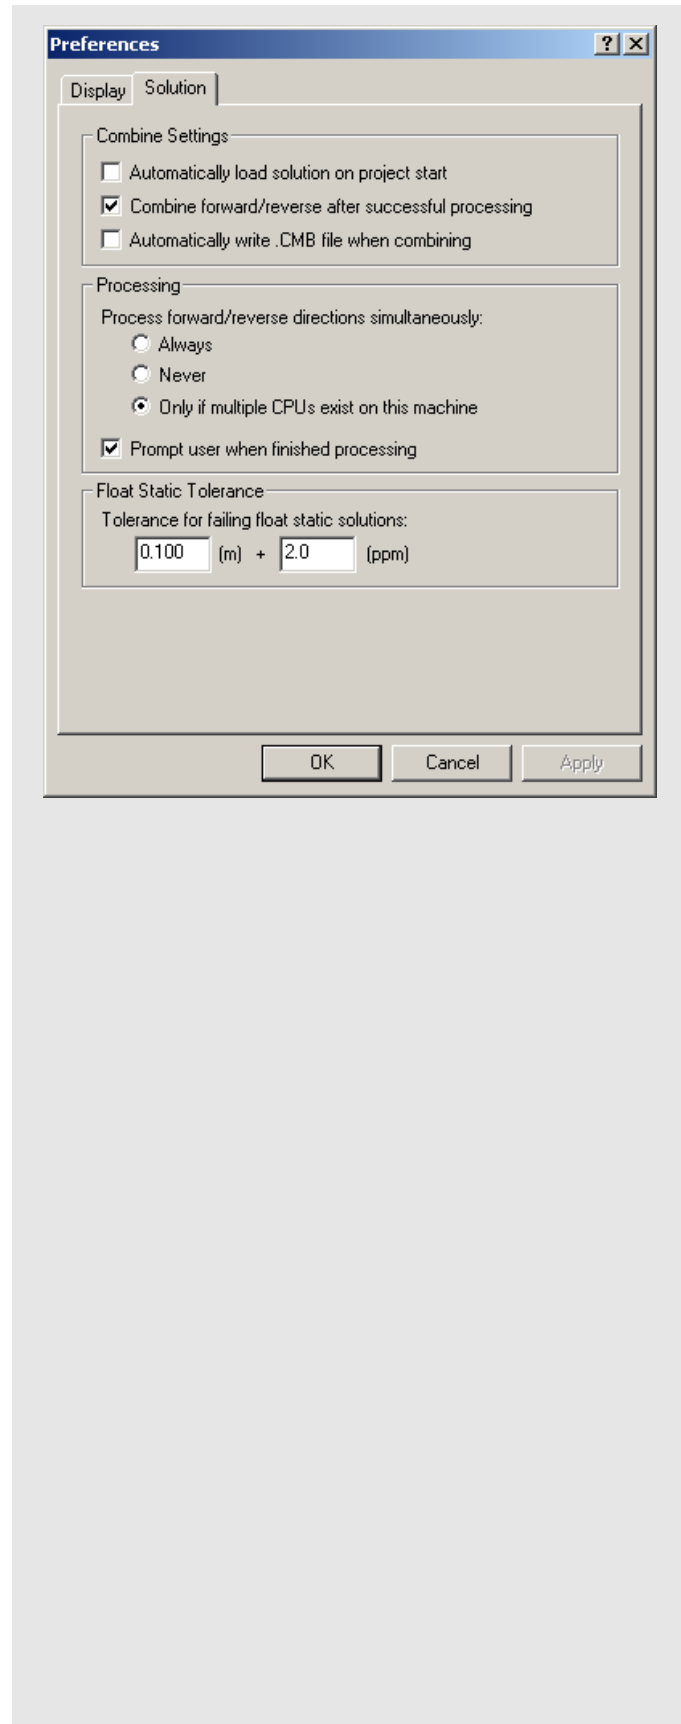 Preferences
Display Solution
Combine Settings
Automatically load solution on project start
Combine forward/reverse after successful processing
Automatically write .CMB file when combining
Processing
Process forward/reverse directions simultaneously:
Always
Never
Only if multiple CPUs exist on this machine
Prompt user when finished processing
Float Static Tolerance
Tolerance for failing float static solutions:
0.100 (m) + 2.0 (ppm)
OK Cancel Apply